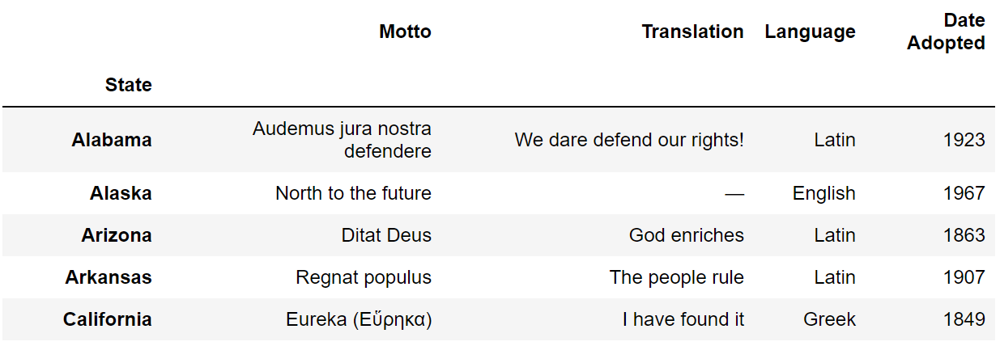 Motto Translation Language Date Adopted
State
Alabama Audemus jura nostra defendere We dare defend our rights! Latin 1923
Alaska North to the future — English 1967
Arizona Ditat Deus God enriches Latin 1863
Arkansas Regnat populus The people rule Latin 1907
California Eureka (Εὕρηκα) I have found it Greek 1849